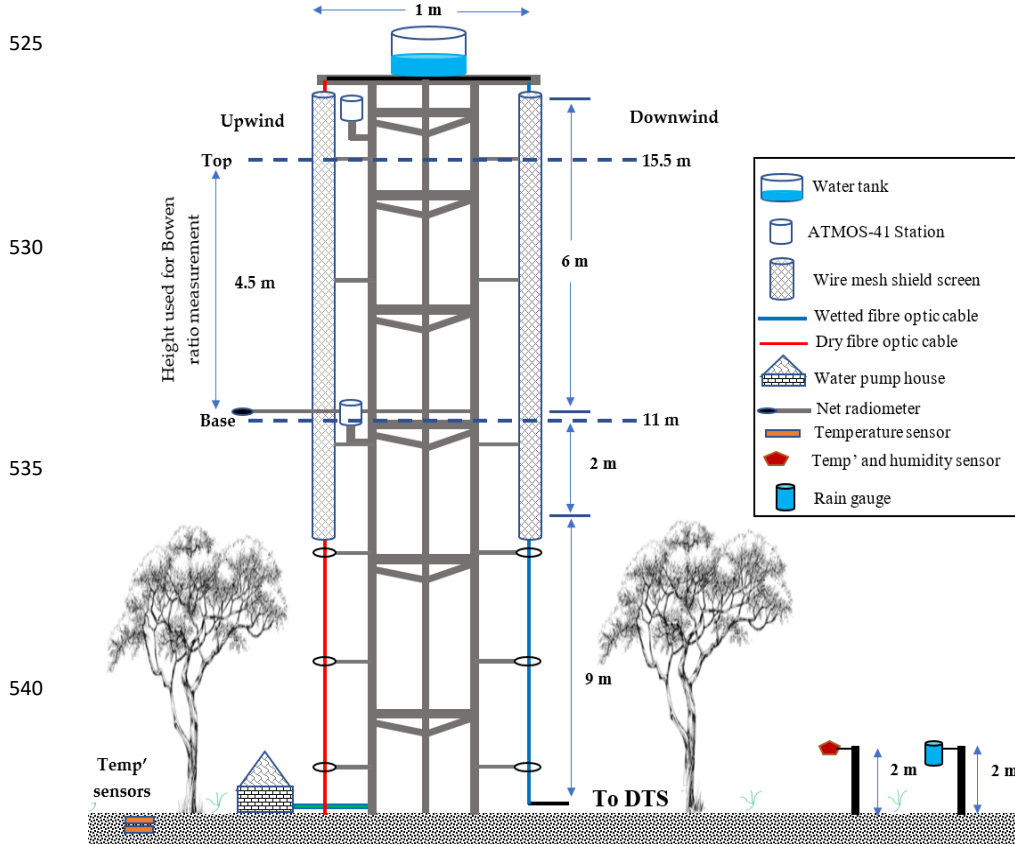 1 m
525
Upwind
Downwind
Top
15.5 m
Water tank
530
ATMOS-41 Station
Height used for Bowen
ratio measurement
4.5 m
6 m
Wire mesh shield screen
Wetted fibre optic cable
Dry fibre optic cable
Water pump house
Base
11 m
Net radiometer
Temperature sensor
535
2 m
Temp' and humidity sensor
Rain gauge
540
9 m
Temp'
sensors
2 m
2 m
To DTS